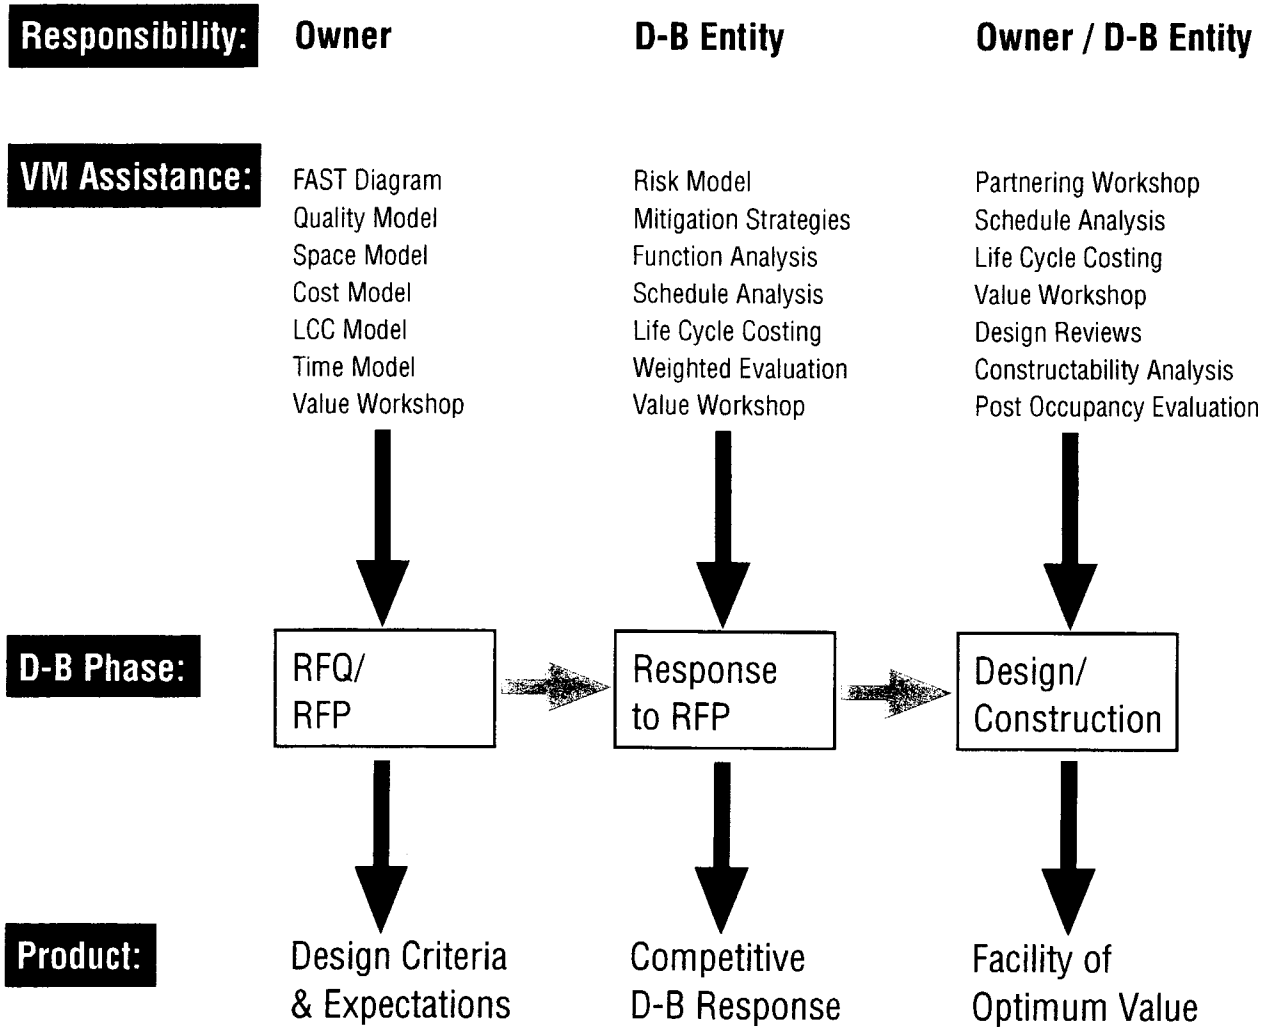 Responsibility: Owner D-B Entity Owner / D-B Entity
VM Assistance:
FAST Diagram Risk Model Partnering Workshop
Quality Model Mitigation Strategies Schedule Analysis
Space Model Function Analysis Life Cycle Costing
Cost Model Schedule Analysis Value Workshop
LCC Model Life Cycle Costing Design Reviews
Time Model Weighted Evaluation Constructability Analysis
Value Workshop Value Workshop Post Occupancy Evaluation
D-B Phase:
RFQ/ Response Design/
RFP to RFP Construction
Product:
Design Criteria Competitive Facility of
& Expectations D-B Response Optimum Value